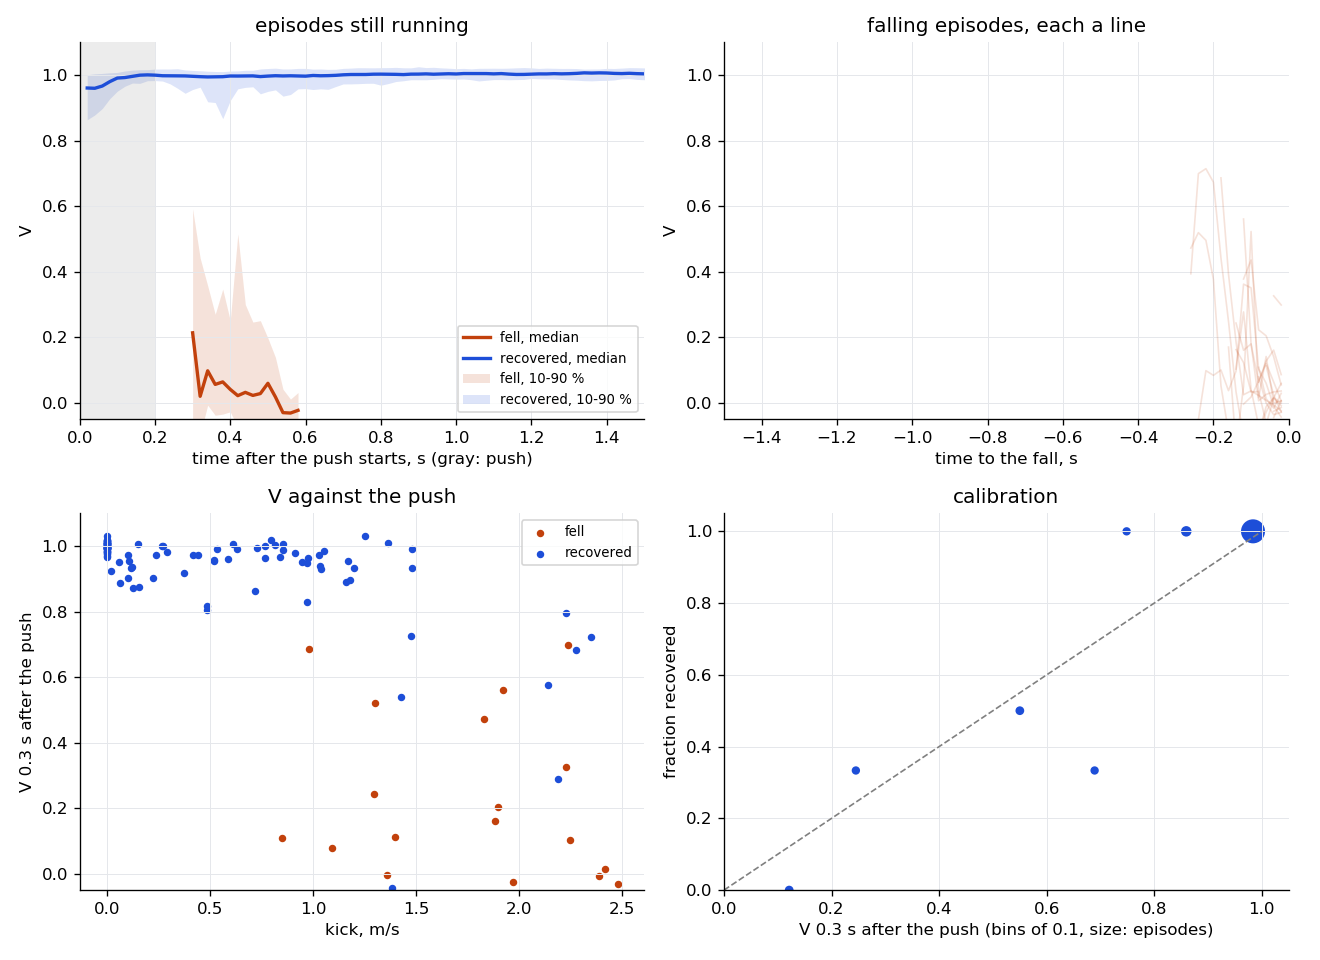 episodes still running
V
1.0
0.8
0.6
0.4
0.2
0.0
fell, median
recovered, median
fell, 10-90 %
recovered, 10-90 %
0.0 0.2 0.4 0.6 0.8 1.0 1.2 1.4
time after the push starts, s (gray: push)
falling episodes, each a line
V
1.0
0.8
0.6
0.4
0.2
0.0
−1.4 −1.2 −1.0 −0.8 −0.6 −0.4 −0.2 0.0
time to the fall, s
V against the push
V 0.3 s after the push
1.0
0.8
0.6
0.4
0.2
0.0
fell
recovered
0.0 0.5 1.0 1.5 2.0 2.5
kick, m/s
calibration
fraction recovered
1.0
0.8
0.6
0.4
0.2
0.0
0.0 0.2 0.4 0.6 0.8 1.0
V 0.3 s after the push (bins of 0.1, size: episodes)